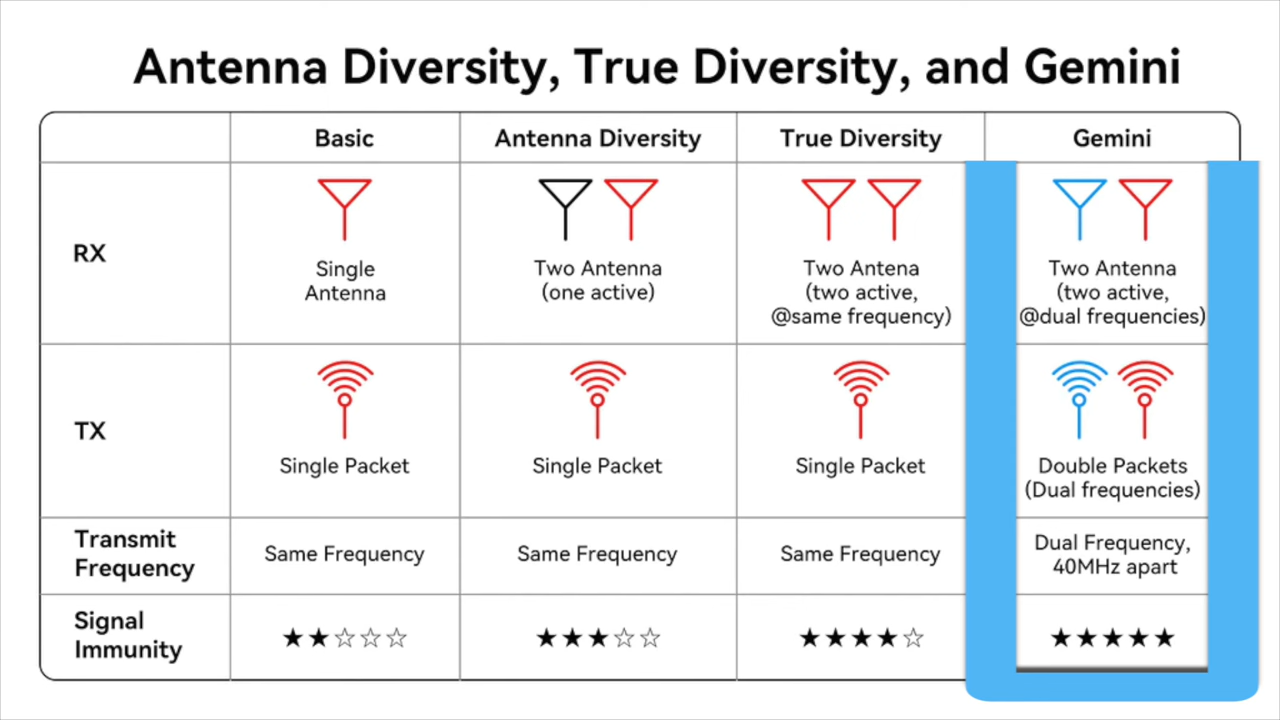 Antenna Diversity, True Diversity, and Gemini
Basic
Antenna Diversity
True Diversity
Gemini
RX
Single
Antenna
Two Antenna
(one active)
Two Antena
(two active,
@same frequency)
Two Antenna
(two active,
@dual frequencies)
TX
Single Packet
Single Packet
Single Packet
Double Packets
(Dual frequencies)
Transmit
Frequency
Same Frequency
Same Frequency
Same Frequency
Dual Frequency,
40MHz apart
Signal
Immunity
★★☆☆☆
★★★☆☆
★★★★☆
★★★★★